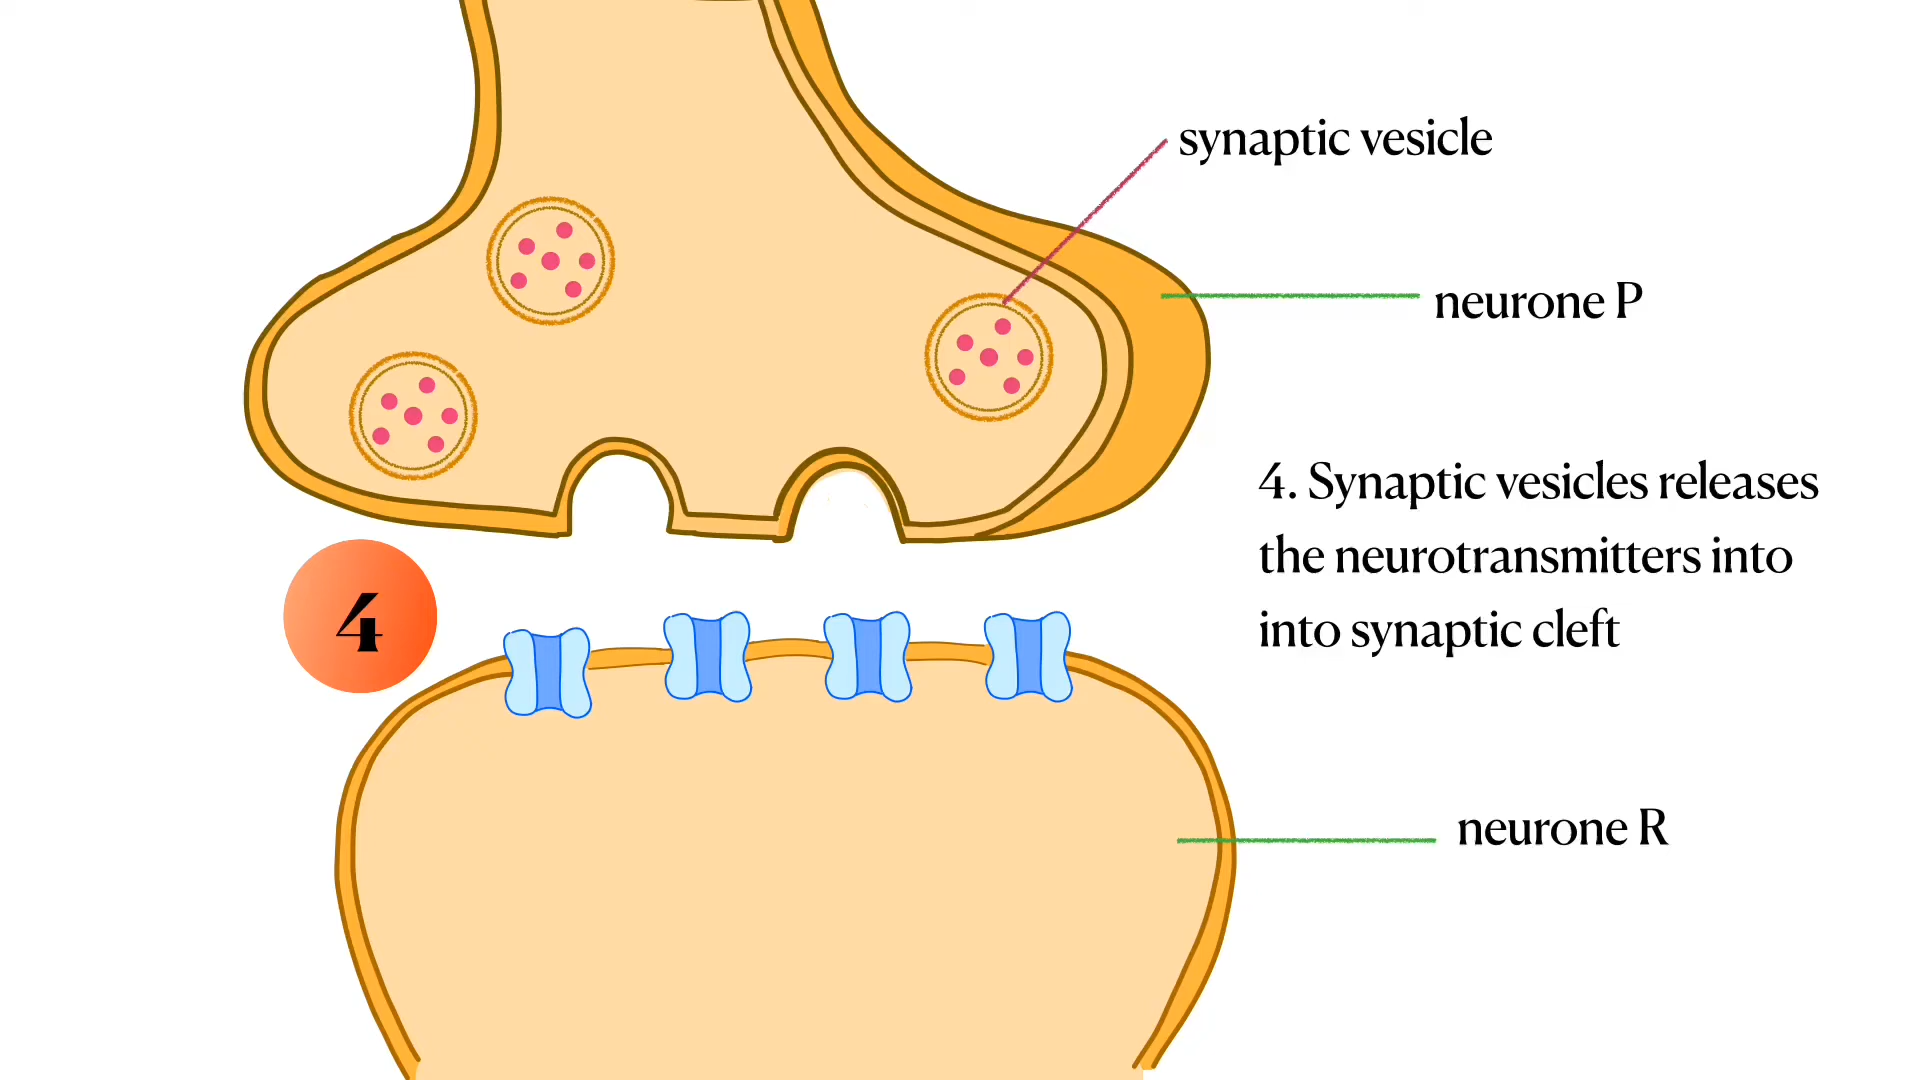 synaptic vesicle
neurone P
4. Synaptic vesicles releases
the neurotransmitters into
into synaptic cleft
4
neurone R